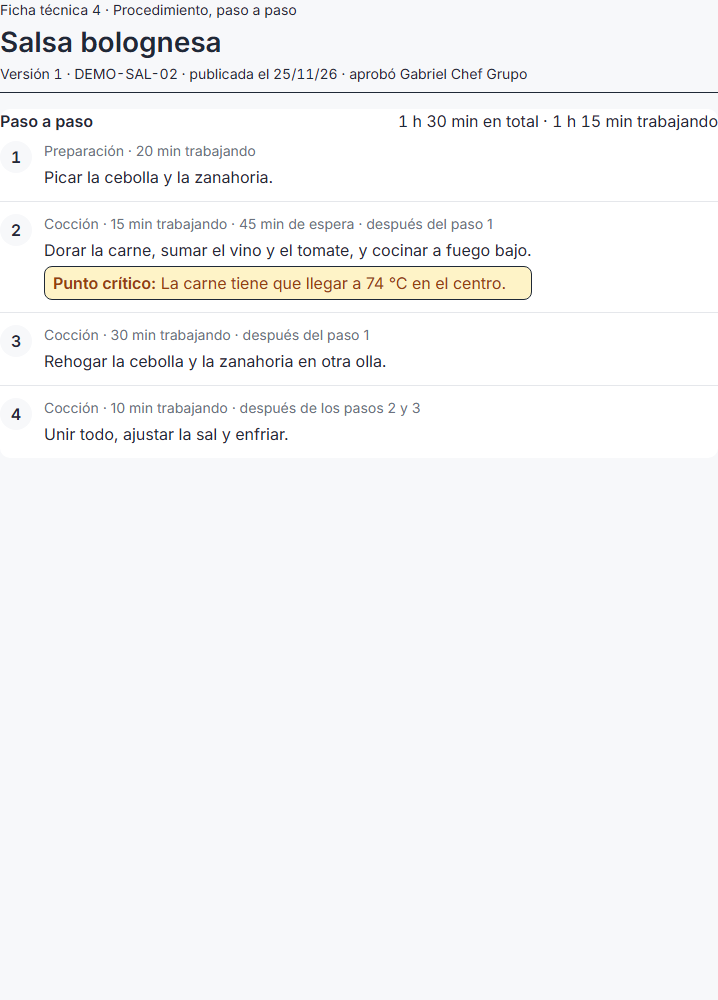 Ficha técnica 4 · Procedimiento, paso a paso
Salsa bolognesa
Versión 1 · DEMO-SAL-02 · publicada el 25/11/26 · aprobó Gabriel Chef Grupo
Paso a paso 1 h 30 min en total · 1 h 15 min trabajando
1 Preparación · 20 min trabajando
Picar la cebolla y la zanahoria.
2 Cocción · 15 min trabajando · 45 min de espera · después del paso 1
Dorar la carne, sumar el vino y el tomate, y cocinar a fuego bajo.
Punto crítico: La carne tiene que llegar a 74 °C en el centro.
3 Cocción · 30 min trabajando · después del paso 1
Rehogar la cebolla y la zanahoria en otra olla.
4 Cocción · 10 min trabajando · después de los pasos 2 y 3
Unir todo, ajustar la sal y enfriar.